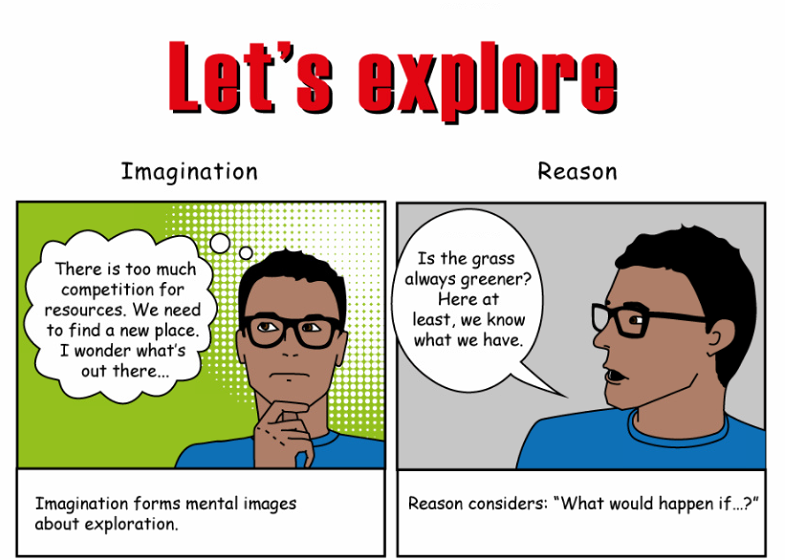 Let's explore
Imagination
Reason
There is too much
competition for
resources. We need
to find a new place.
I wonder what's
out there...
Is the grass
always greener?
Here at
least, we know
what we have.
Imagination forms mental images
about exploration.
Reason considers: “What would happen if...?”